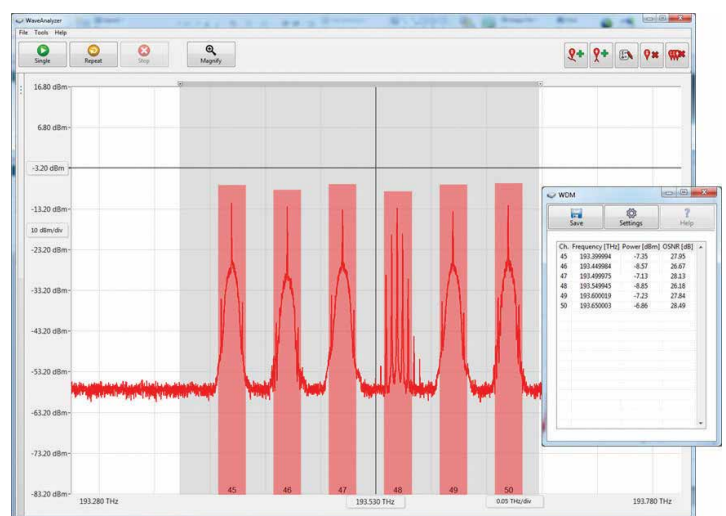 WaveAnalyzer
File Tools Help
Single Repeat Stop Magnify
16.80 dBm
6.80 dBm
-3.20 dBm
-13.20 dBm
10 dBm/div
-23.20 dBm
-33.20 dBm
-43.20 dBm
-53.20 dBm
-63.20 dBm
-73.20 dBm
-83.20 dBm
45 46 47 48 49 50
193.280 THz 193.530 THz 0.05 THz/div 193.780 THz
WDM
Save Settings Help
Ch. Frequency [THz] Power [dBm] OSNR [dB]
45 193.399994 -7.35 27.95
46 193.449984 -8.57 26.67
47 193.499975 -7.13 28.13
48 193.549945 -8.85 26.18
49 193.600019 -7.23 27.84
50 193.650003 -6.86 28.49